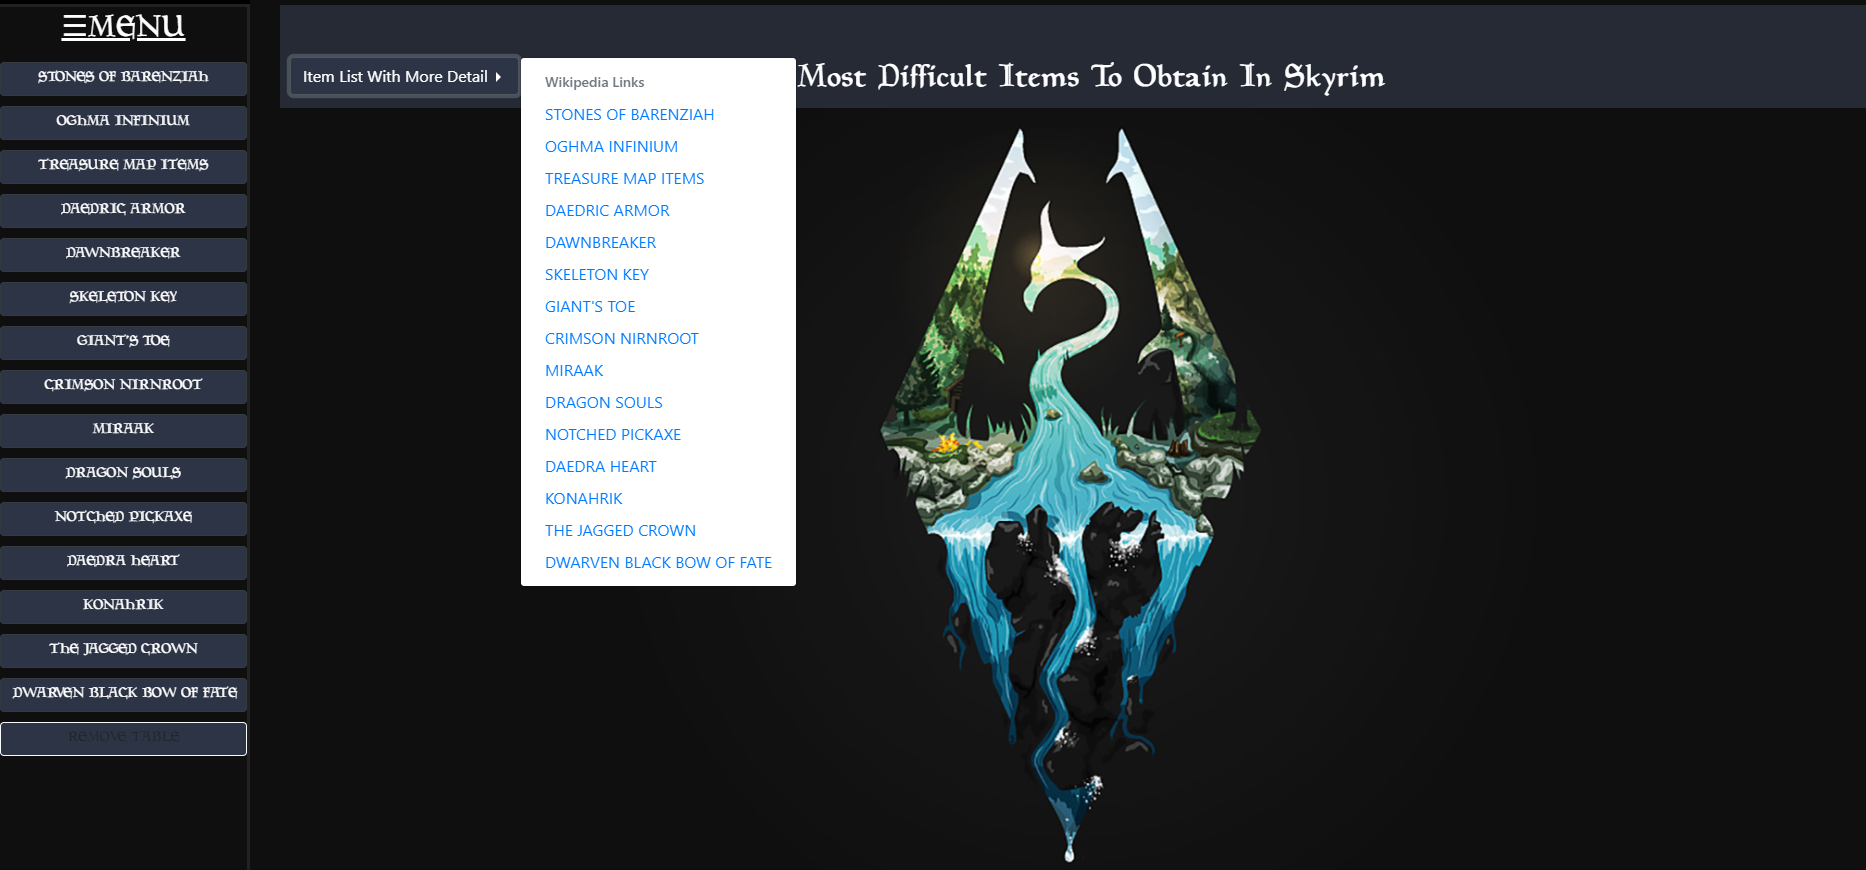 ☰MENU
STONES OF BARENZIAH
OGHMA INFINIUM
TREASURE MAP ITEMS
DAEDRIC ARMOR
DAWNBREAKER
SKELETON KEY
GIANT'S TOE
CRIMSON NIRNROOT
MIRAAK
DRAGON SOULS
NOTCHED PICKAXE
DAEDRA HEART
KONAHRIK
THE JAGGED CROWN
DWARVEN BLACK BOW OF FATE
REMOVE TABLE
Item List With More Detail
Most Difficult Items To Obtain In Skyrim
Wikipedia Links
STONES OF BARENZIAH
OGHMA INFINIUM
TREASURE MAP ITEMS
DAEDRIC ARMOR
DAWNBREAKER
SKELETON KEY
GIANT'S TOE
CRIMSON NIRNROOT
MIRAAK
DRAGON SOULS
NOTCHED PICKAXE
DAEDRA HEART
KONAHRIK
THE JAGGED CROWN
DWARVEN BLACK BOW OF FATE